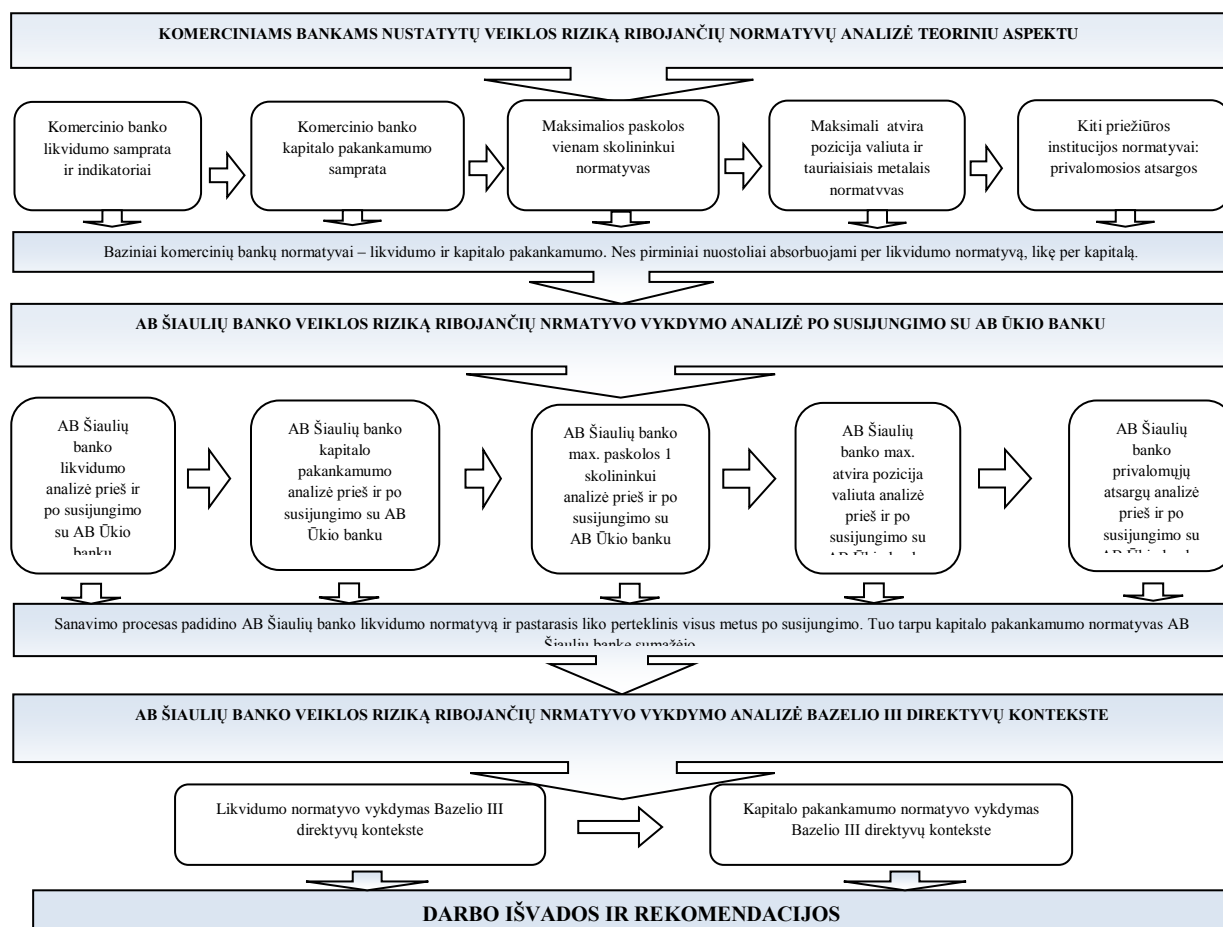 KOMERCINIAMS BANKAMS NUSTATYTŲ VEIKLOS RIZIKĄ RIBOJANČIŲ NORMATYVŲ ANALIZĖ TEORINIU ASPEKTU
Komercinio banko
likvidumo samprata
ir indikatoriai
Komercinio banko
kapitalo pakankamumo
samprata
Maksimalios paskolos
vienam skolininkui
normatyvas
Maksimali atvira
pozicija valiuta ir
tauriaisiais metalais
normatyvas
Kiti priežiūros
institucijos normatyvai:
privalomosios atsargos
Baziniai komercinių bankų normatyvai – likvidumo ir kapitalo pakankamumo. Nes pirminiai nuostoliai absorbuojami per likvidumo normatyvą, likę per kapitalą.
AB ŠIAULIŲ BANKO VEIKLOS RIZIKĄ RIBOJANČIŲ NRMATYVO VYKDYMO ANALIZĖ PO SUSIJUNGIMO SU AB ŪKIO BANKU
AB Šiaulių
banko
likvidumo
analizė prieš ir
po susijungimo
su AB Ūkio
banku
AB Šiaulių banko
kapitalo
pakankamumo
analizė prieš ir po
susijungimo su AB
Ūkio banku
AB Šiaulių banko
max. paskolos 1
skolininkui
analizė prieš ir po
susijungimo su
AB Ūkio banku
AB Šiaulių
banko max.
atvira pozicija
valiuta analizė
prieš ir po
susijungimo su
AB Ūkio banku
AB Šiaulių
banko
privalomųjų
atsargų analizė
prieš ir po
susijungimo su
AB Ūkio banku
Sanavimo procesas padidino AB Šiaulių banko likvidumo normatyvą ir pastarasis liko perteklinis visus metus po susijungimo. Tuo tarpu kapitalo pakankamumo normatyvas AB
Šiaulių banke sumažėjo.
AB ŠIAULIŲ BANKO VEIKLOS RIZIKĄ RIBOJANČIŲ NRMATYVO VYKDYMO ANALIZĖ BAZELIO III DIREKTYVŲ KONTEKSTE
Likvidumo normatyvo vykdymas Bazelio III
direktyvų kontekste
Kapitalo pakankamumo normatyvo vykdymas
Bazelio III direktyvų kontekste
DARBO IŠVADOS IR REKOMENDACIJOS